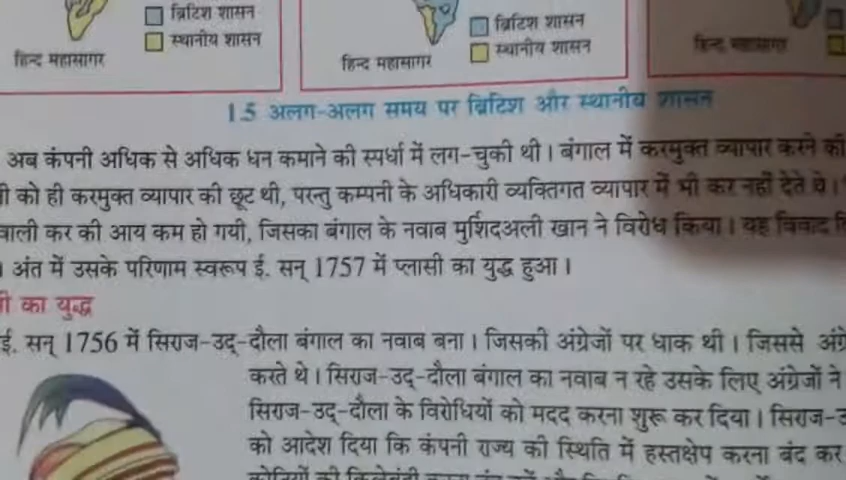 ब्रिटिश शासन
स्थानीय शासन
हिन्द महासागर
ब्रिटिश शासन
स्थानीय शासन
हिन्द महासागर
हिन्द महासागर
1.5 अलग-अलग समय पर ब्रिटिश और स्थानीय शासन
अब कंपनी अधिक से अधिक धन कमाने की स्पर्धा में लग-चुकी थी । बंगाल में करमुक्त व्यापार करने की
को ही करमुक्त व्यापार की छूट थी, परन्तु कम्पनी के अधिकारी व्यक्तिगत व्यापार में भी कर नहीं देते थे ।
वाली कर की आय कम हो गयी, जिसका बंगाल के नवाब मुर्शिदअली खान ने विरोध किया । यह विवाद
अंत में उसके परिणाम स्वरूप ई. सन् 1757 में प्लासी का युद्ध हुआ ।
का युद्ध
ई. सन् 1756 में सिराज-उद्-दौला बंगाल का नवाब बना । जिसकी अंग्रेजों पर धाक थी । जिससे
करते थे । सिराज-उद्-दौला बंगाल का नवाब न रहे उसके लिए अंग्रेजों ने
सिराज-उद्-दौला के विरोधियों को मदद करना शुरू कर दिया ।
को आदेश दिया कि कंपनी राज्य की स्थिति में हस्तक्षेप करना बंद कर